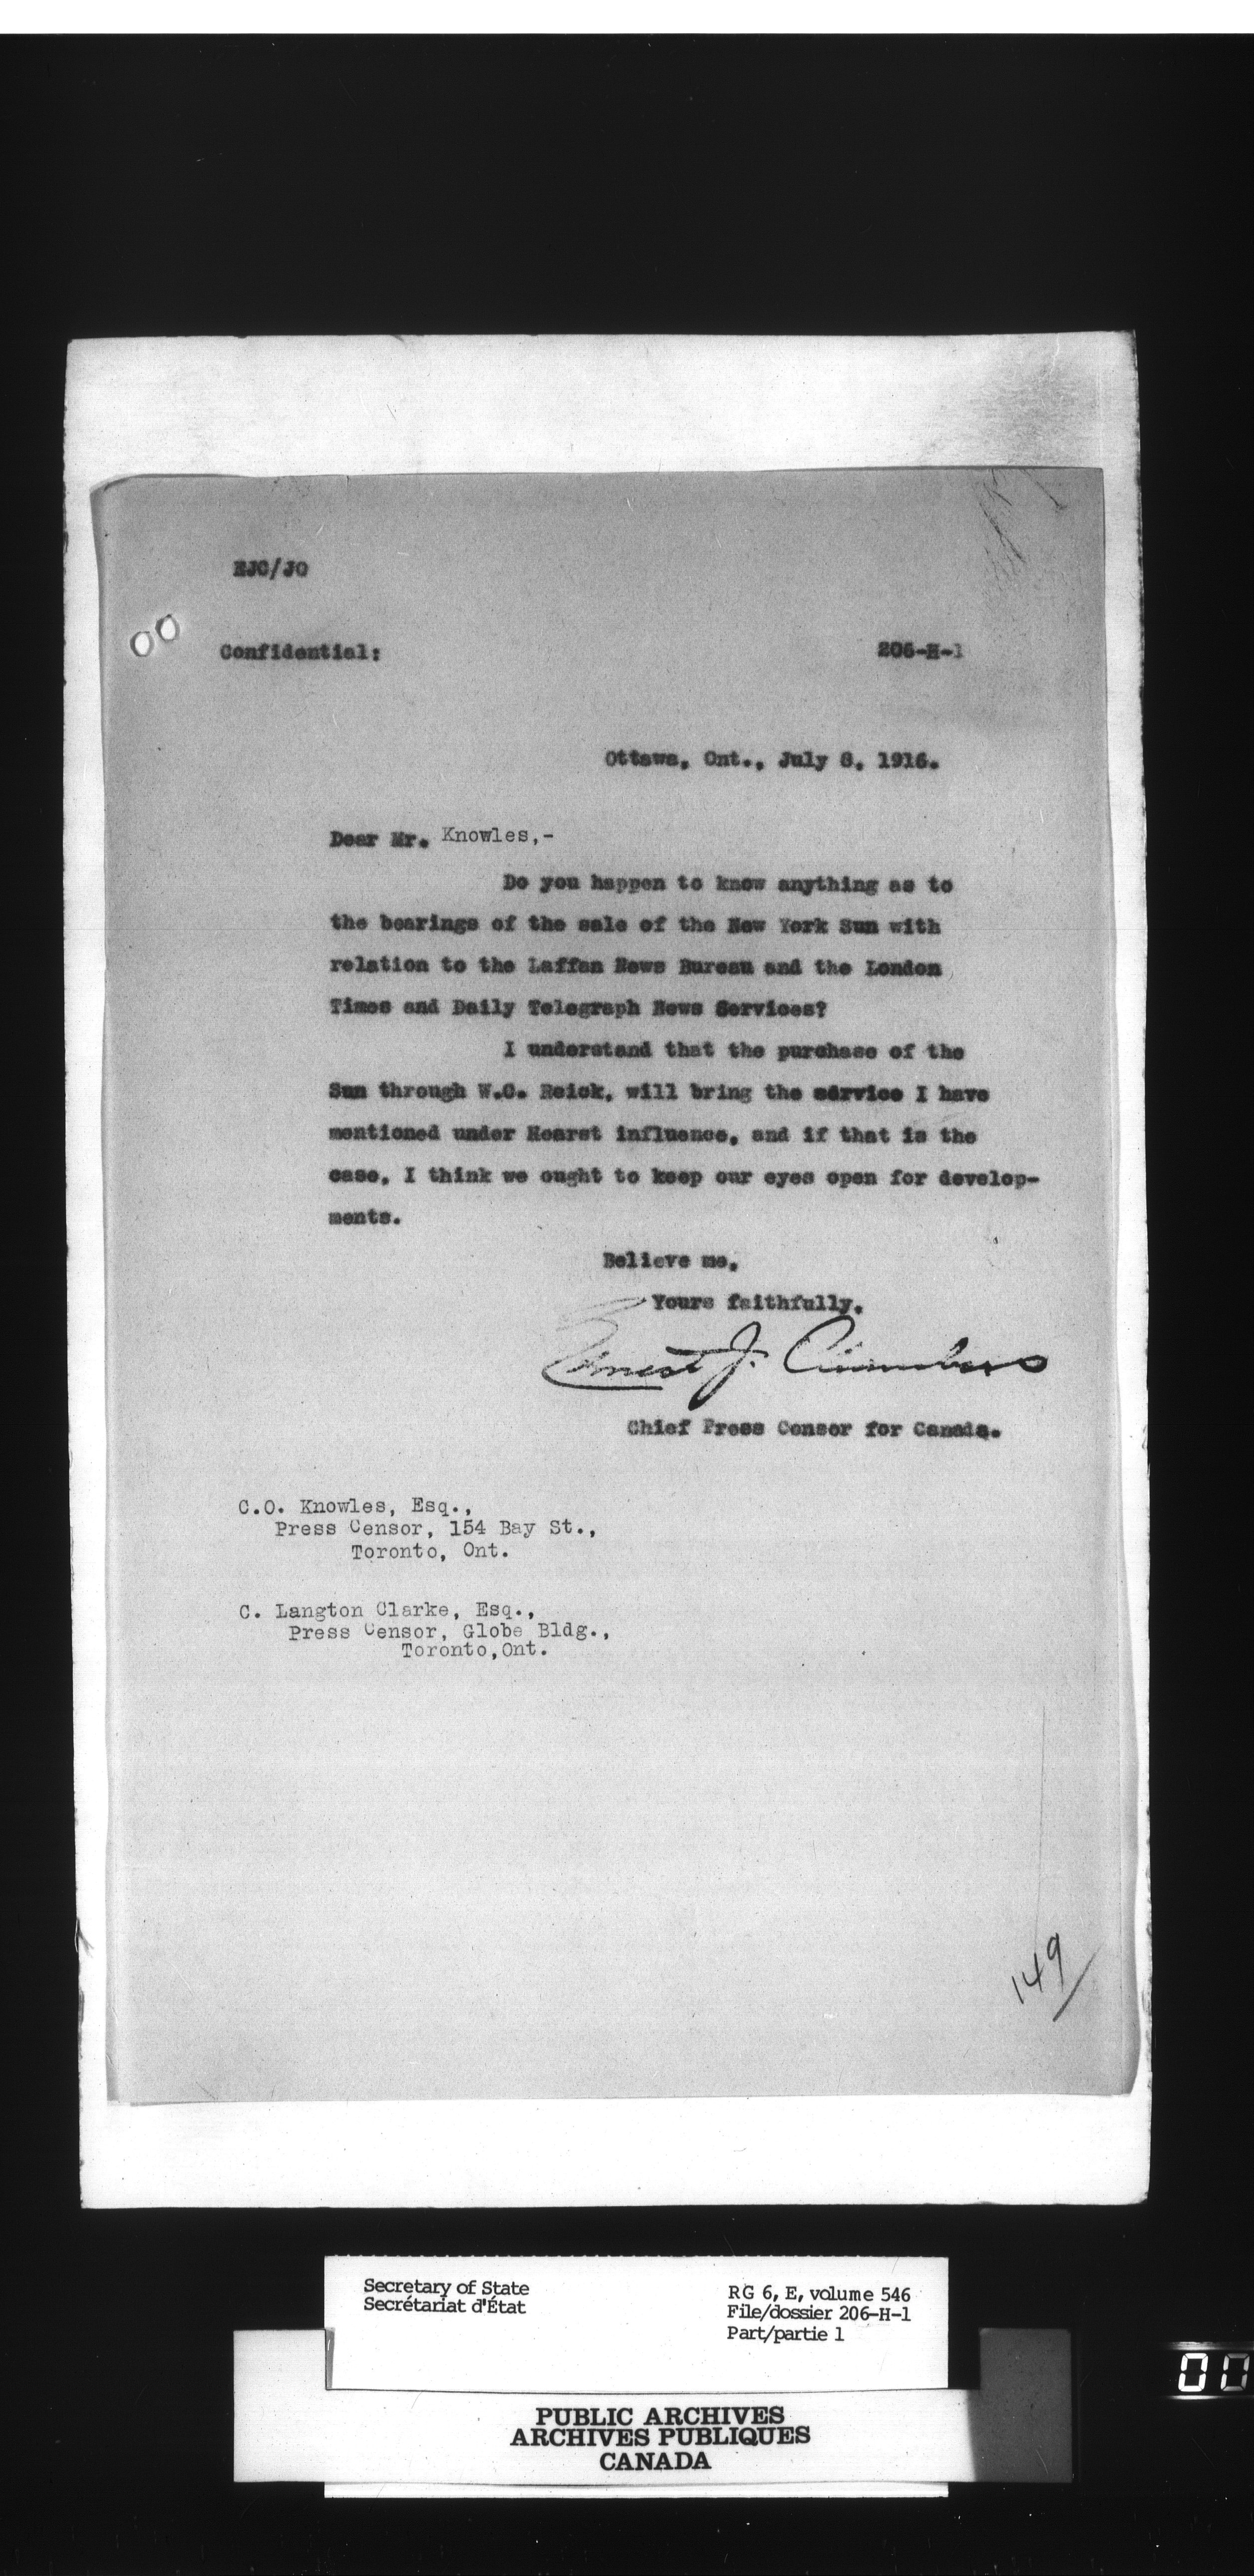 EJC/JO
Confidential:
206-H-1
Ottawa, Ont., July 6, 1916.
Dear Mr. Knowles,-
Do you happen to know anything as to
the bearings of the sale of the New York Sun with
relation to the Laffan News Bureau and the London
Times and Daily Telegraph News Services?
I understand that the purchase of the
Sun through W.C. Reick, will bring the service I have
mentioned under Hearst influence, and if that is the
case, I think we ought to keep our eyes open for develop-
ments.
Believe me,
Yours faithfully,
Ernest J. Chambers
Chief Press Censor for Canada.
C.O. Knowles, Esq.,
Press Censor, 154 Bay St.,
Toronto, Ont.
C. Langton Clarke, Esq.,
Press Censor, Globe Bldg.,
Toronto,Ont.
149
Secretary of State
Secrétariat d'État
RG 6, E, volume 546
File/dossier 206-H-1
Part/partie 1
PUBLIC ARCHIVES
ARCHIVES PUBLIQUES
CANADA
00